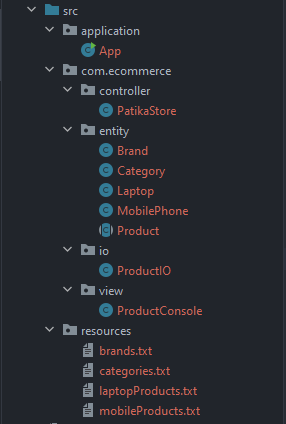 src
application
App
com.ecommerce
controller
PatikaStore
entity
Brand
Category
Laptop
MobilePhone
Product
io
ProductIO
view
ProductConsole
resources
brands.txt
categories.txt
laptopProducts.txt
mobileProducts.txt